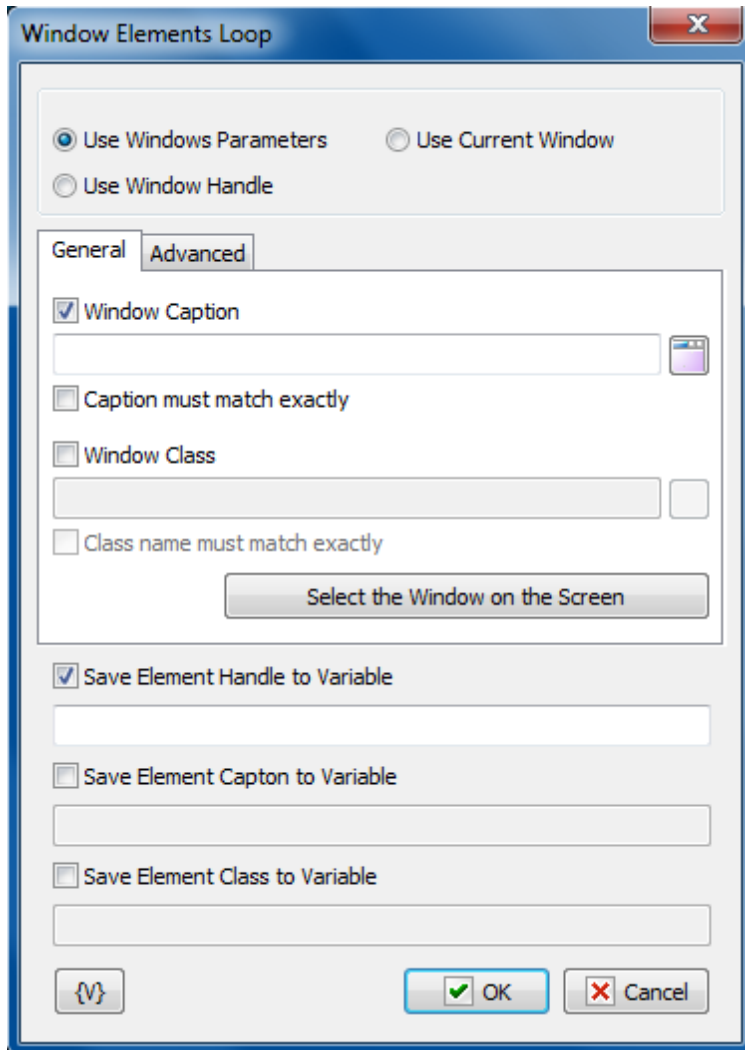 Window Elements Loop
Use Windows Parameters Use Current Window
Use Window Handle
General Advanced
Window Caption
Caption must match exactly
Window Class
Class name must match exactly
Select the Window on the Screen
Save Element Handle to Variable
Save Element Capton to Variable
Save Element Class to Variable
{V} OK Cancel